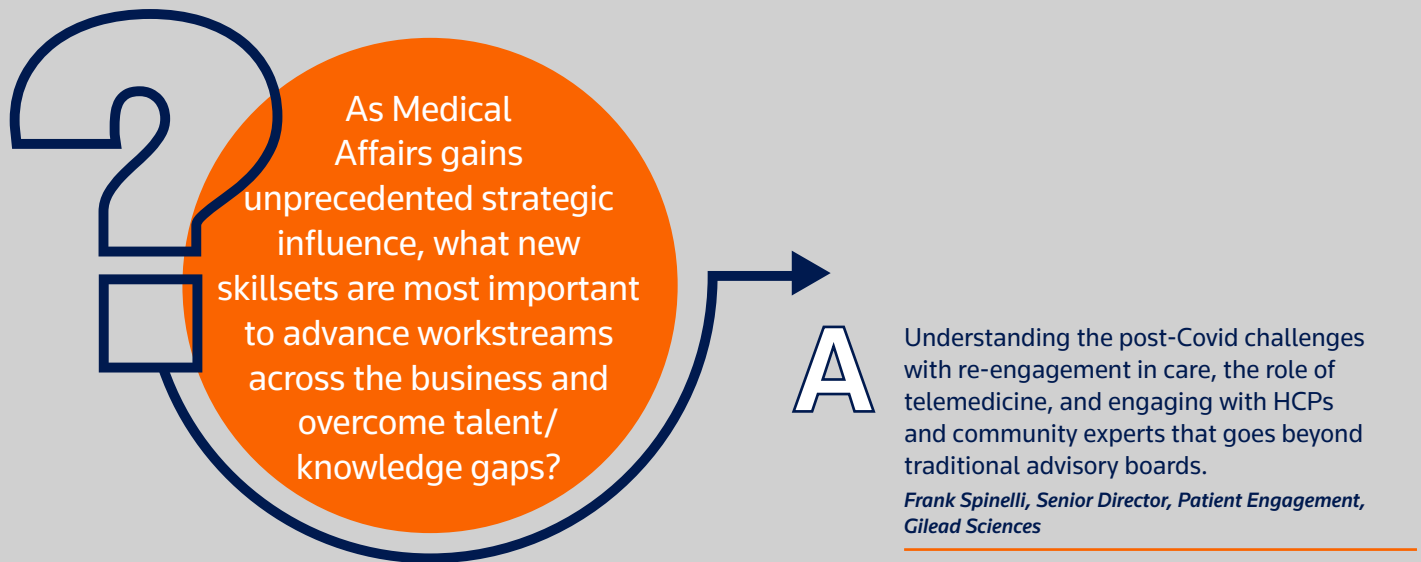 ?
As Medical
Affairs gains
unprecedented strategic
influence, what new
skillsets are most important
to advance workstreams
across the business and
overcome talent/
knowledge gaps?
A
Understanding the post-Covid challenges
with re-engagement in care, the role of
telemedicine, and engaging with HCPs
and community experts that goes beyond
traditional advisory boards.
Frank Spinelli, Senior Director, Patient Engagement,
Gilead Sciences